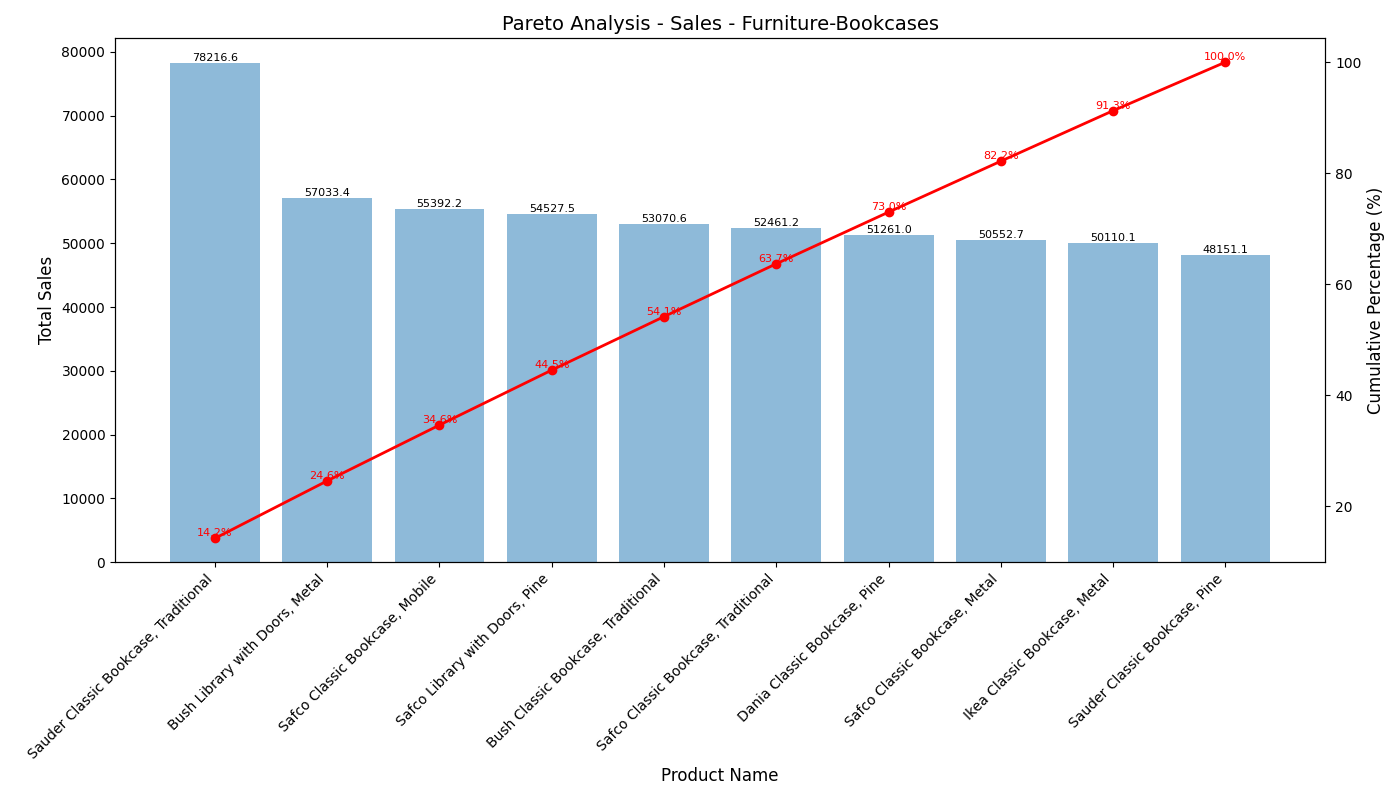 Pareto Analysis - Sales - Furniture-Bookcases
Total Sales
80000
70000
60000
50000
40000
30000
20000
10000
0
78216.6
57033.4
55392.2
54527.5
53070.6
52461.2
51261.0
50552.7
50110.1
48151.1
14.2%
24.6%
34.6%
44.5%
54.1%
63.7%
73.0%
82.2%
91.3%
100.0%
100
80
60
40
20
Cumulative Percentage (%)
Sauder Classic Bookcase, Traditional
Bush Library with Doors, Metal
Safco Classic Bookcase, Mobile
Safco Library with Doors, Pine
Bush Classic Bookcase, Traditional
Safco Classic Bookcase, Traditional
Dania Classic Bookcase, Pine
Safco Classic Bookcase, Metal
Ikea Classic Bookcase, Metal
Sauder Classic Bookcase, Pine
Product Name